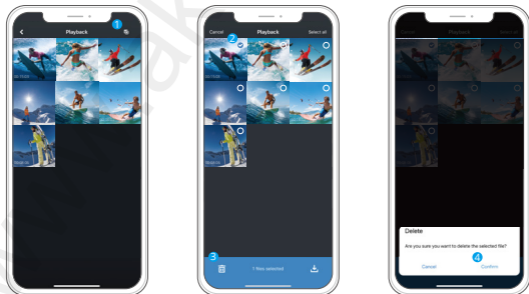 1
Playback
2
Cancel Playback Select all
3
1 files selected
4
Delete
Are you sure you want to delete the selected file?
Cancel Confirm